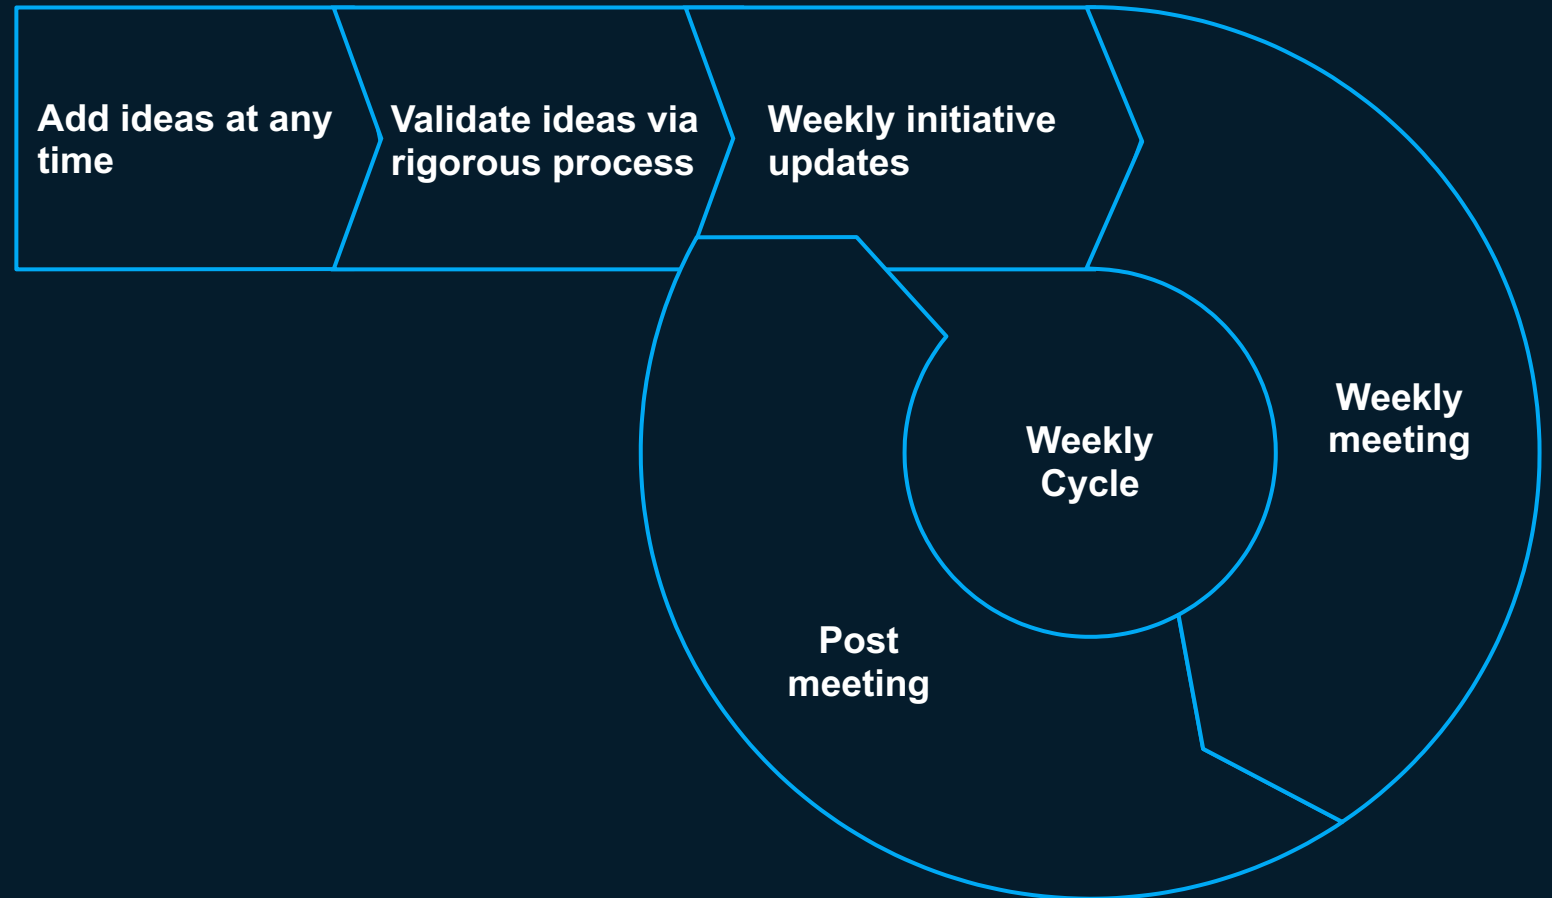 Add ideas at any
time
Validate ideas via
rigorous process
Weekly initiative
updates
Weekly
meeting
Weekly
Cycle
Post
meeting